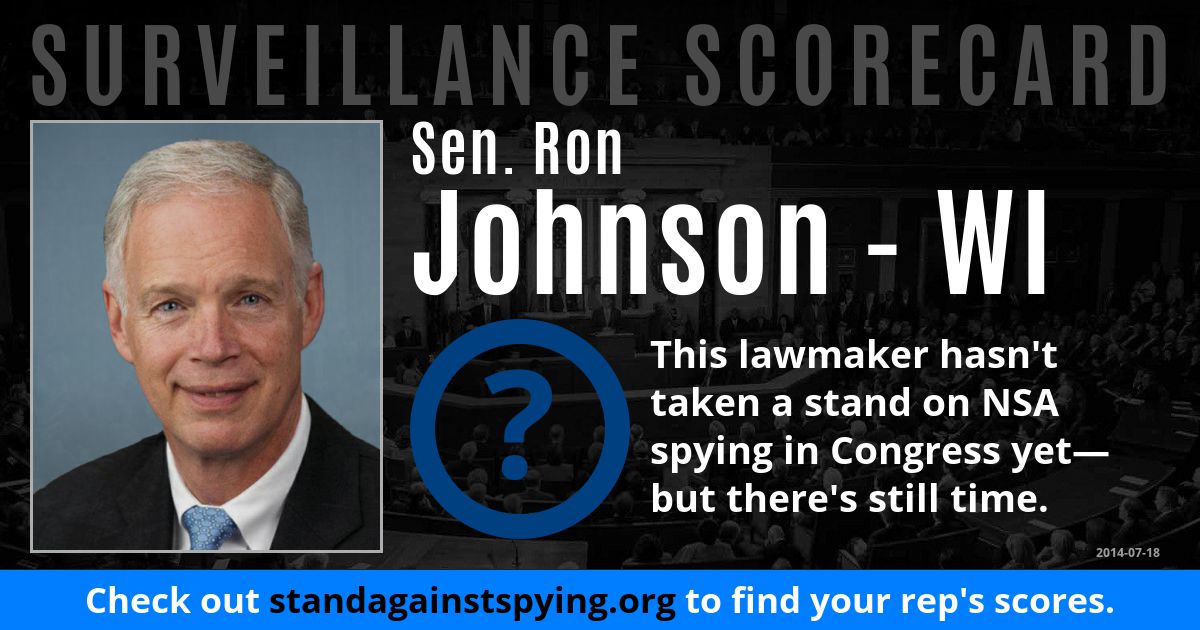 SURVEILLANCE SCORECARD
Sen. Ron
Johnson - WI
?
This lawmaker hasn't
taken a stand on NSA
spying in Congress yet—
but there's still time.
2014-07-18
Check out standagainstspying.org to find your rep's scores.